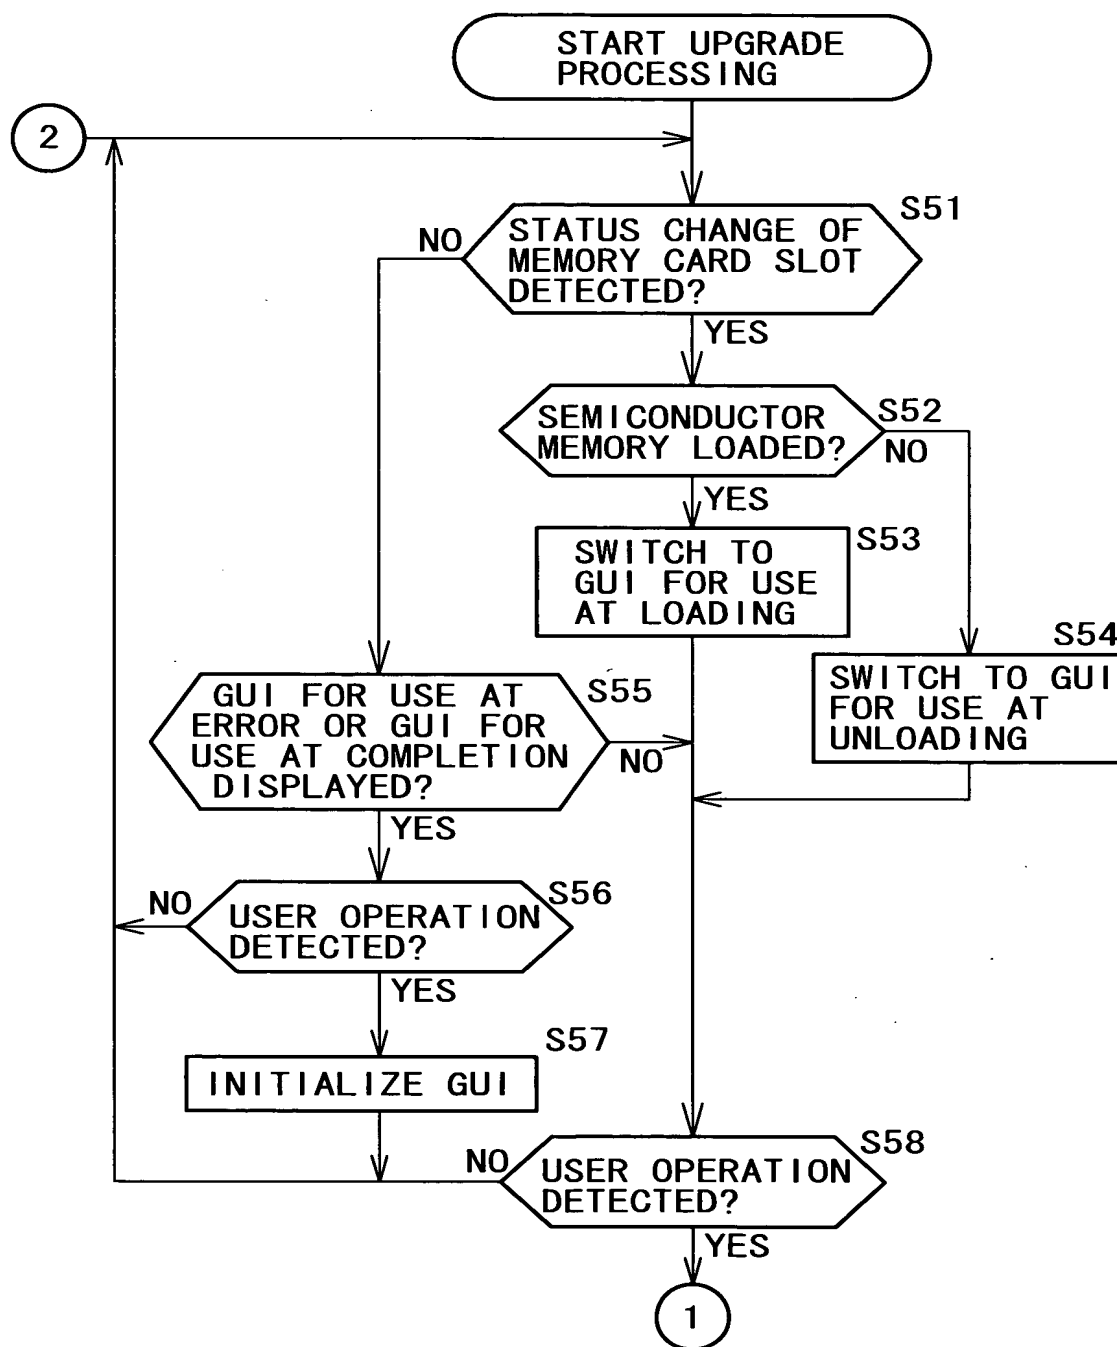 START UPGRADE
PROCESSING
2
S51
NO
STATUS CHANGE OF
MEMORY CARD SLOT
DETECTED?
YES
S52
SEMICONDUCTOR
MEMORY LOADED?
NO
YES
S53
SWITCH TO
GUI FOR USE
AT LOADING
S54
SWITCH TO GUI
FOR USE AT
UNLOADING
S55
GUI FOR USE AT
ERROR OR GUI FOR
USE AT COMPLETION
DISPLAYED?
NO
YES
S56
NO
USER OPERATION
DETECTED?
YES
S57
INITIALIZE GUI
S58
NO
USER OPERATION
DETECTED?
YES
1